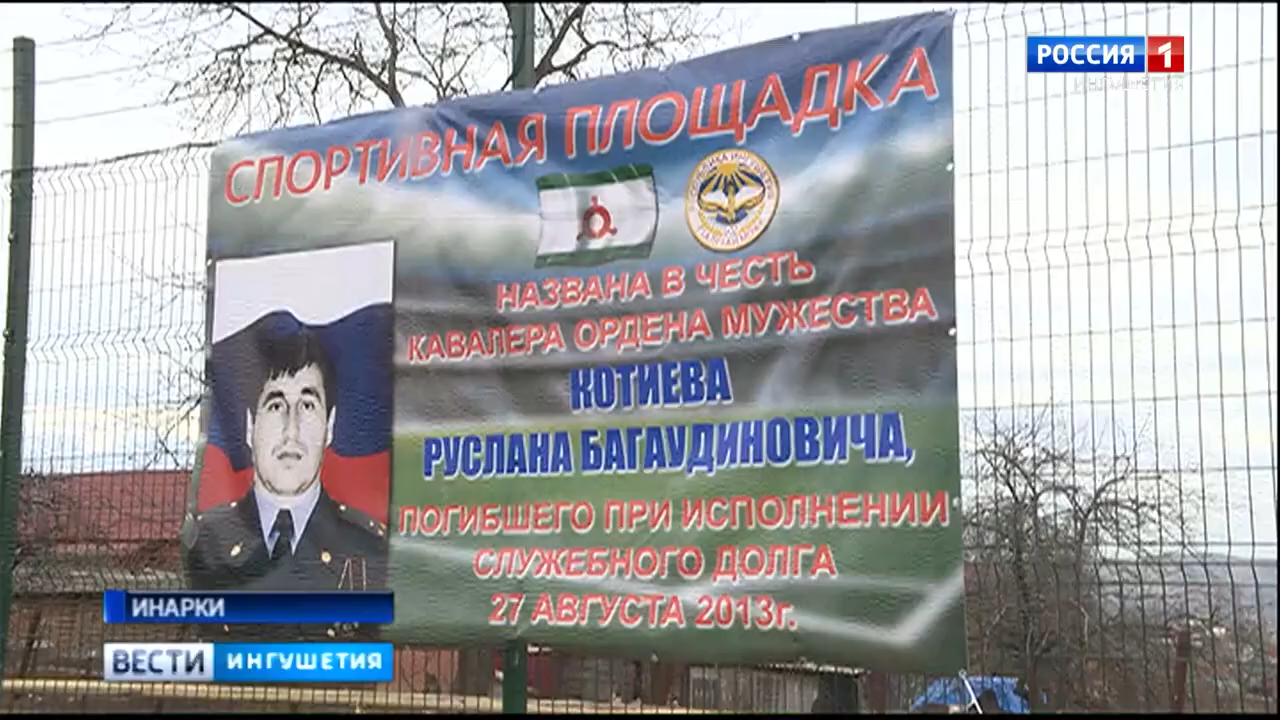 РОССИЯ 1
ИНГУШЕТИЯ
СПОРТИВНАЯ ПЛОЩАДКА
НАЗВАНА В ЧЕСТЬ
КАВАЛЕРА ОРДЕНА МУЖЕСТВА
КОТИЕВА
РУСЛАНА БАГАУДИНОВИЧА,
ПОГИБШЕГО ПРИ ИСПОЛНЕНИИ
СЛУЖЕБНОГО ДОЛГА
27 АВГУСТА 2013г.
ИНАРКИ
ВЕСТИ ИНГУШЕТИЯ